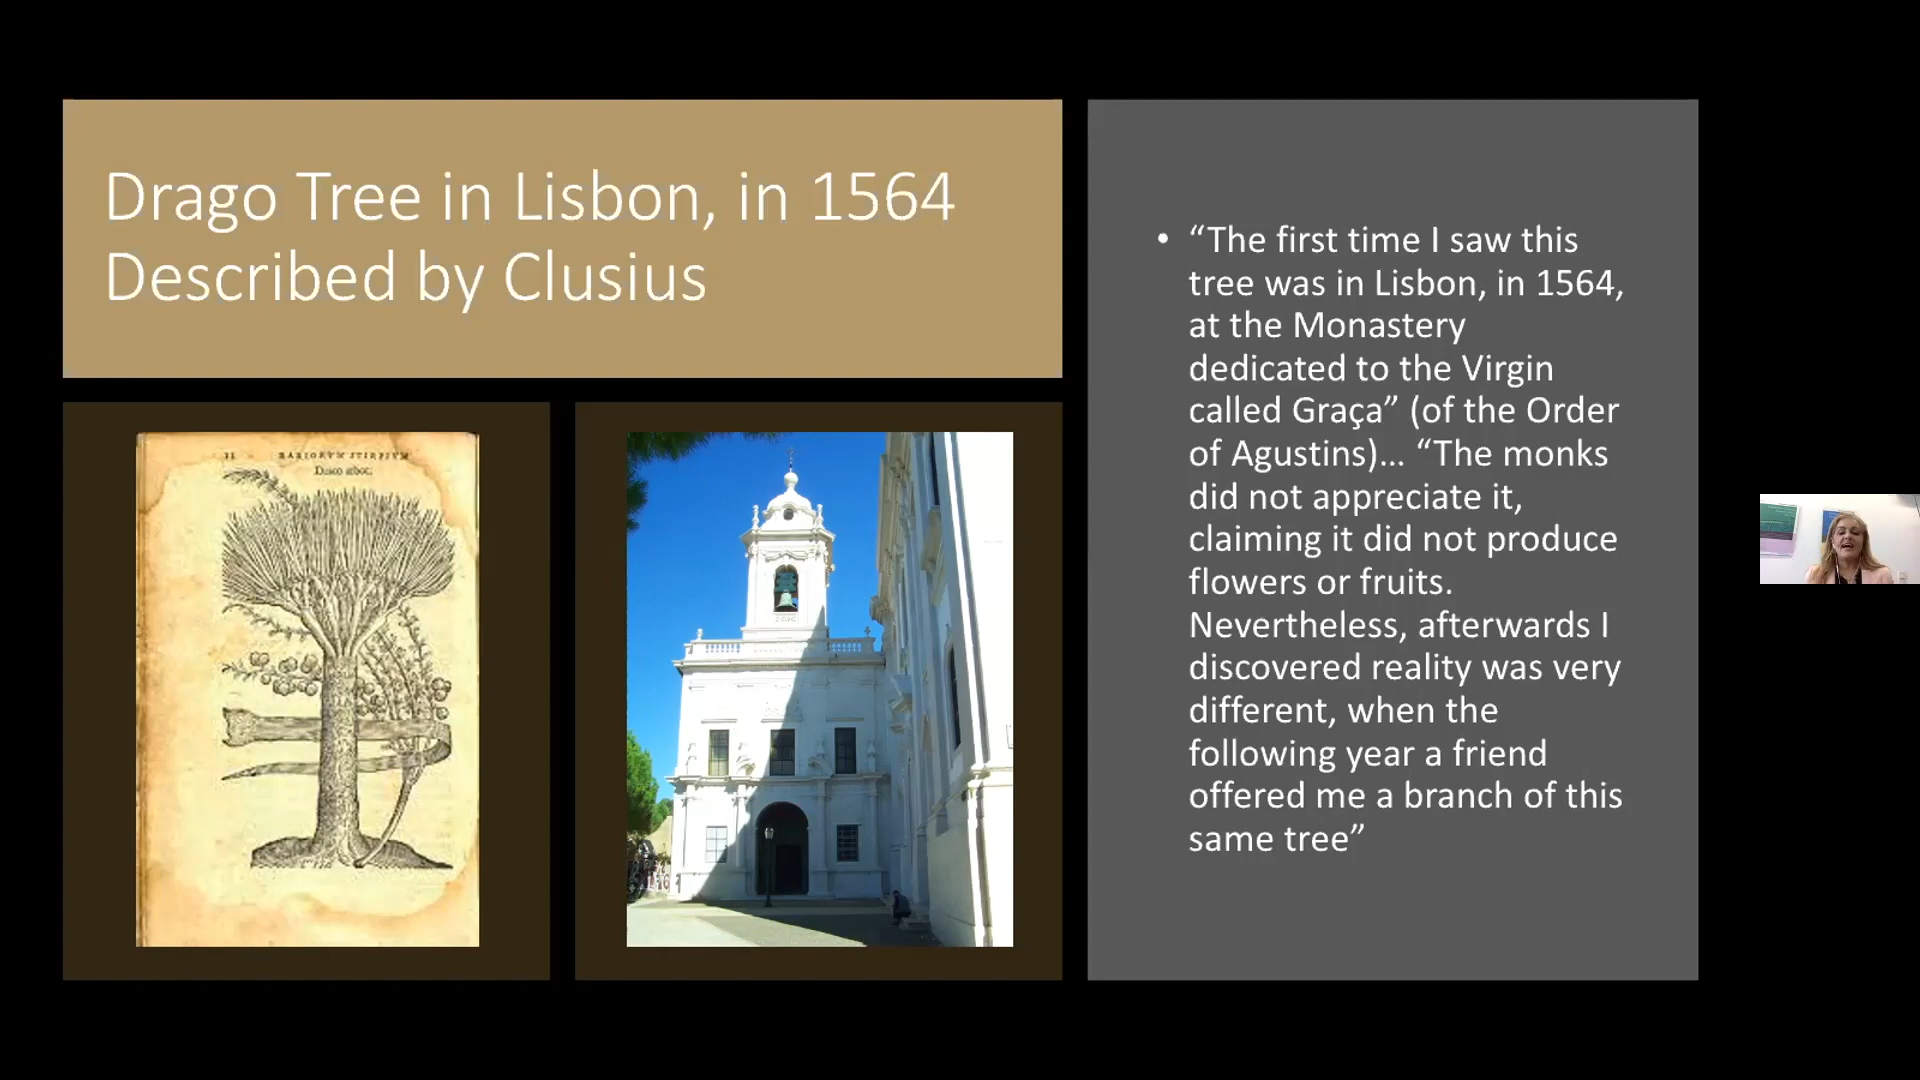 Drago Tree in Lisbon, in 1564
Described by Clusius
RARIORVM STIRPIVM
Draco arbor.
• “The first time I saw this
tree was in Lisbon, in 1564,
at the Monastery
dedicated to the Virgin
called Graça” (of the Order
of Agustins)… “The monks
did not appreciate it,
claiming it did not produce
flowers or fruits.
Nevertheless, afterwards I
discovered reality was very
different, when the
following year a friend
offered me a branch of this
same tree”